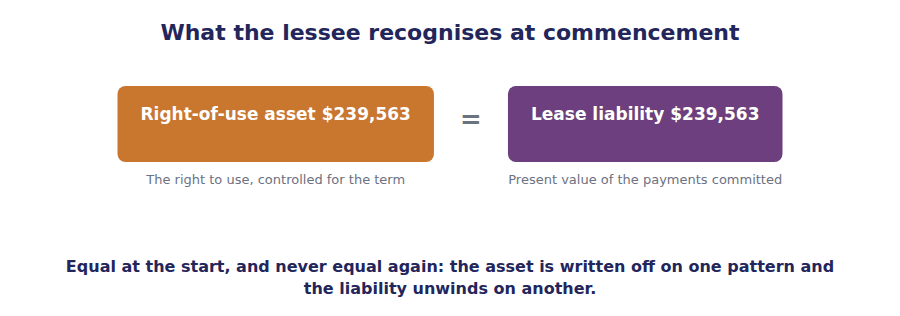 What the lessee recognises at commencement
Right-of-use asset $239,563
=
Lease liability $239,563
The right to use, controlled for the term
Present value of the payments committed
Equal at the start, and never equal again: the asset is written off on one pattern and
the liability unwinds on another.